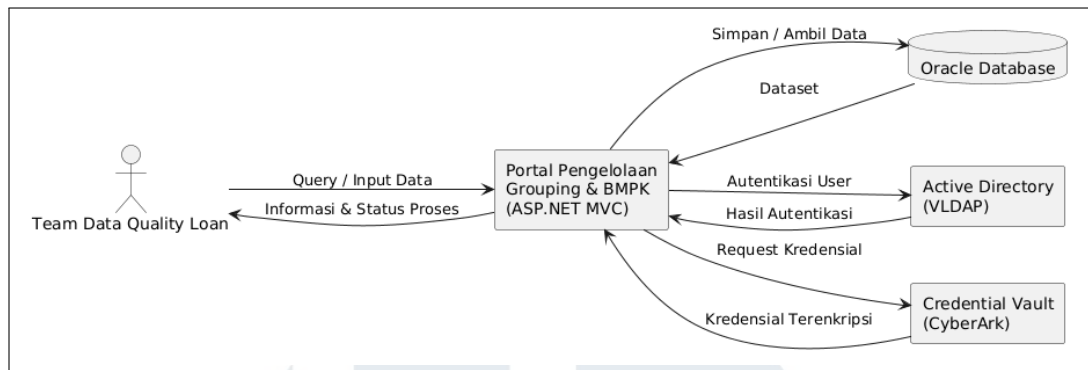 Simpan / Ambil Data
Oracle Database
Dataset
Portal Pengelolaan
Grouping & BMPK
(ASP.NET MVC)
Query / Input Data
Informasi & Status Proses
Team Data Quality Loan
Autentikasi User
Hasil Autentikasi
Active Directory
(VLDAP)
Request Kredensial
Kredensial Terenkripsi
Credential Vault
(CyberArk)